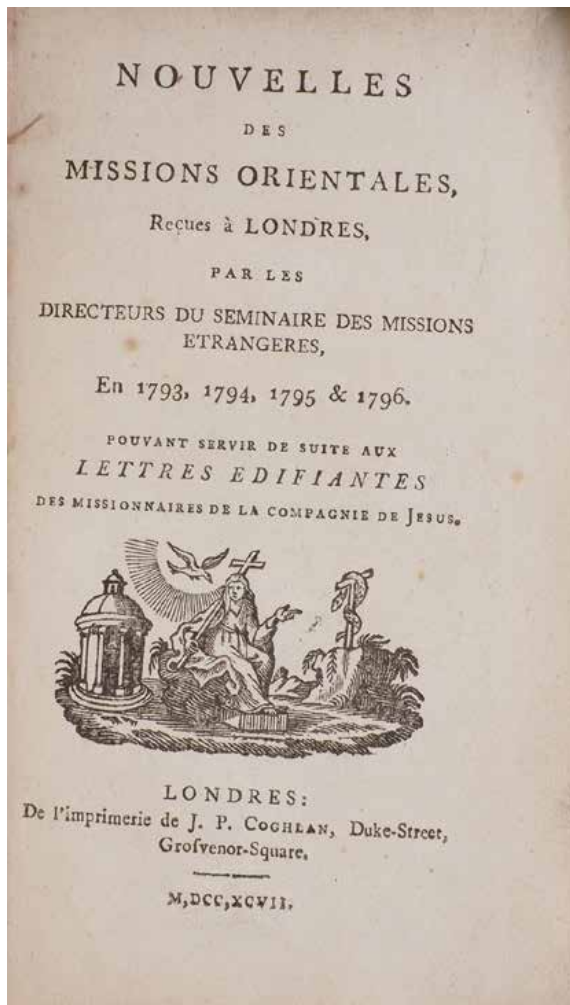 NOUVELLES
DES
MISSIONS ORIENTALES,
Reçues à LONDRES,
PAR LES
DIRECTEURS DU SEMINAIRE DES MISSIONS
ETRANGERES,
En 1793, 1794, 1795 & 1796.
POUVANT SERVIR DE SUITE AUX
LETTRES EDIFIANTES
DES MISSIONNAIRES DE LA COMPAGNIE DE JESUS.
LONDRES:
De l'imprimerie de J. P. COGHLAN, Duke-Street,
Groſvenor-Square.
M,DCC,XCVII.